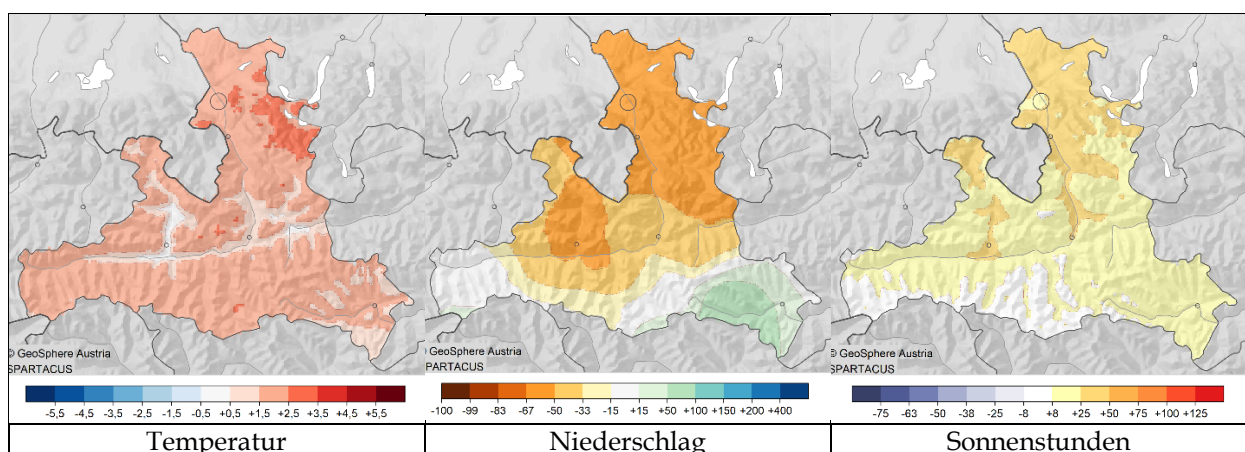 © GeoSphere Austria
SPARTACUS
-5,5 -4,5 -3,5 -2,5 -1,5 -0,5 +0,5 +1,5 +2,5 +3,5 +4,5 +5,5
Temperatur
© GeoSphere Austria
SPARTACUS
-100 -99 -83 -67 -50 -33 -15 +15 +50 +100 +150 +200 +400
Niederschlag
© GeoSphere Austria
SPARTACUS
-75 -63 -50 -38 -25 -8 +8 +25 +50 +75 +100 +125
Sonnenstunden